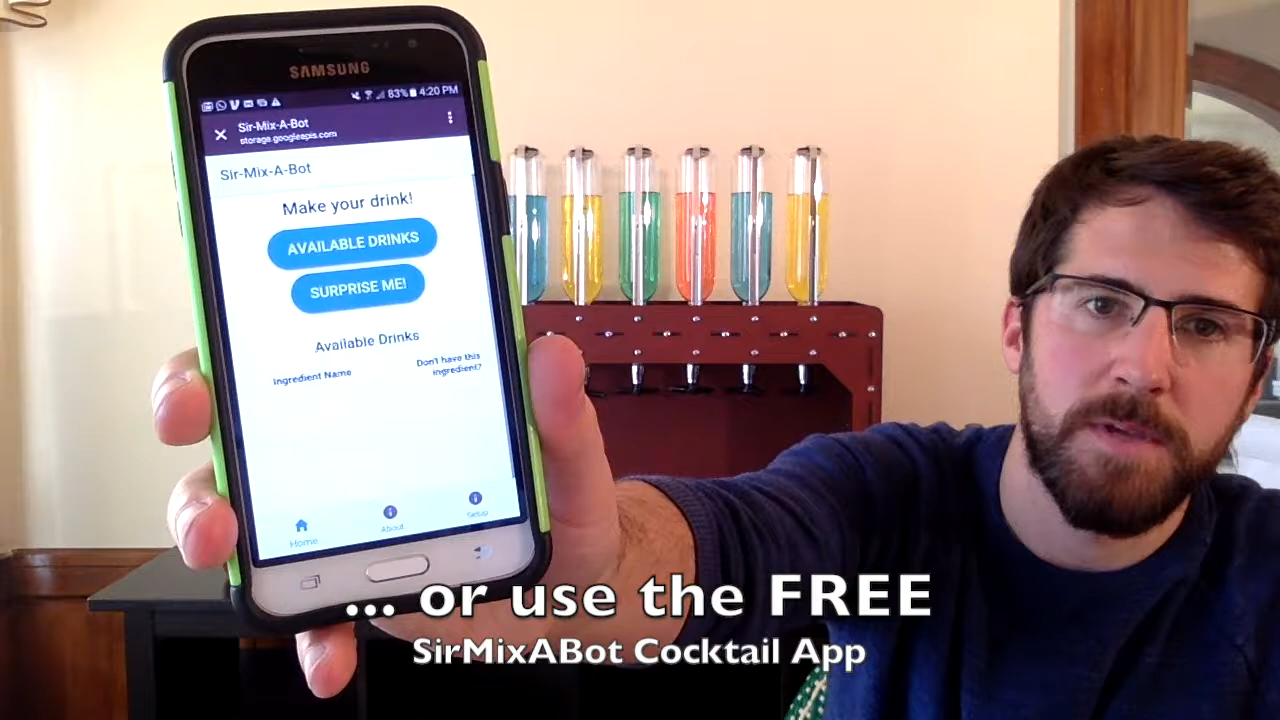 SAMSUNG
83% 4:20 PM
Sir-Mix-A-Bot
storage.googleapis.com
Sir-Mix-A-Bot
Make your drink!
AVAILABLE DRINKS
SURPRISE ME!
Available Drinks
Ingredient Name
Don't have this
ingredient?
Home
About
Setup
... or use the FREE
SirMixABot Cocktail App